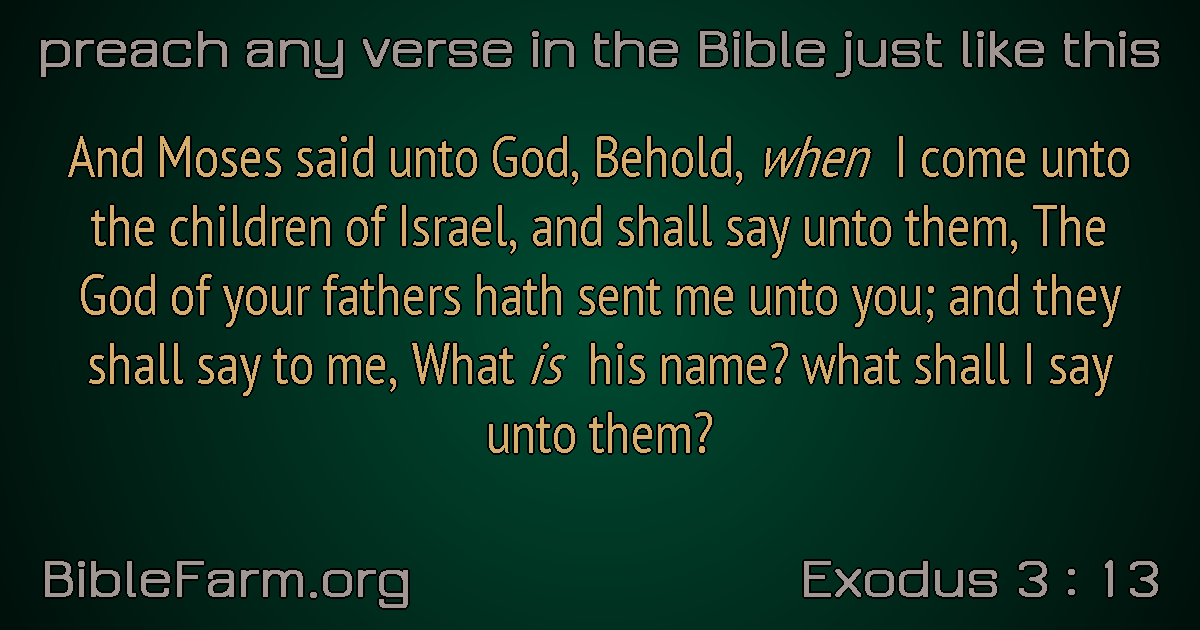 preach any verse in the Bible just like this
And Moses said unto God, Behold, when I come unto
the children of Israel, and shall say unto them, The
God of your fathers hath sent me unto you; and they
shall say to me, What is his name? what shall I say
unto them?
BibleFarm.org
Exodus 3 : 13